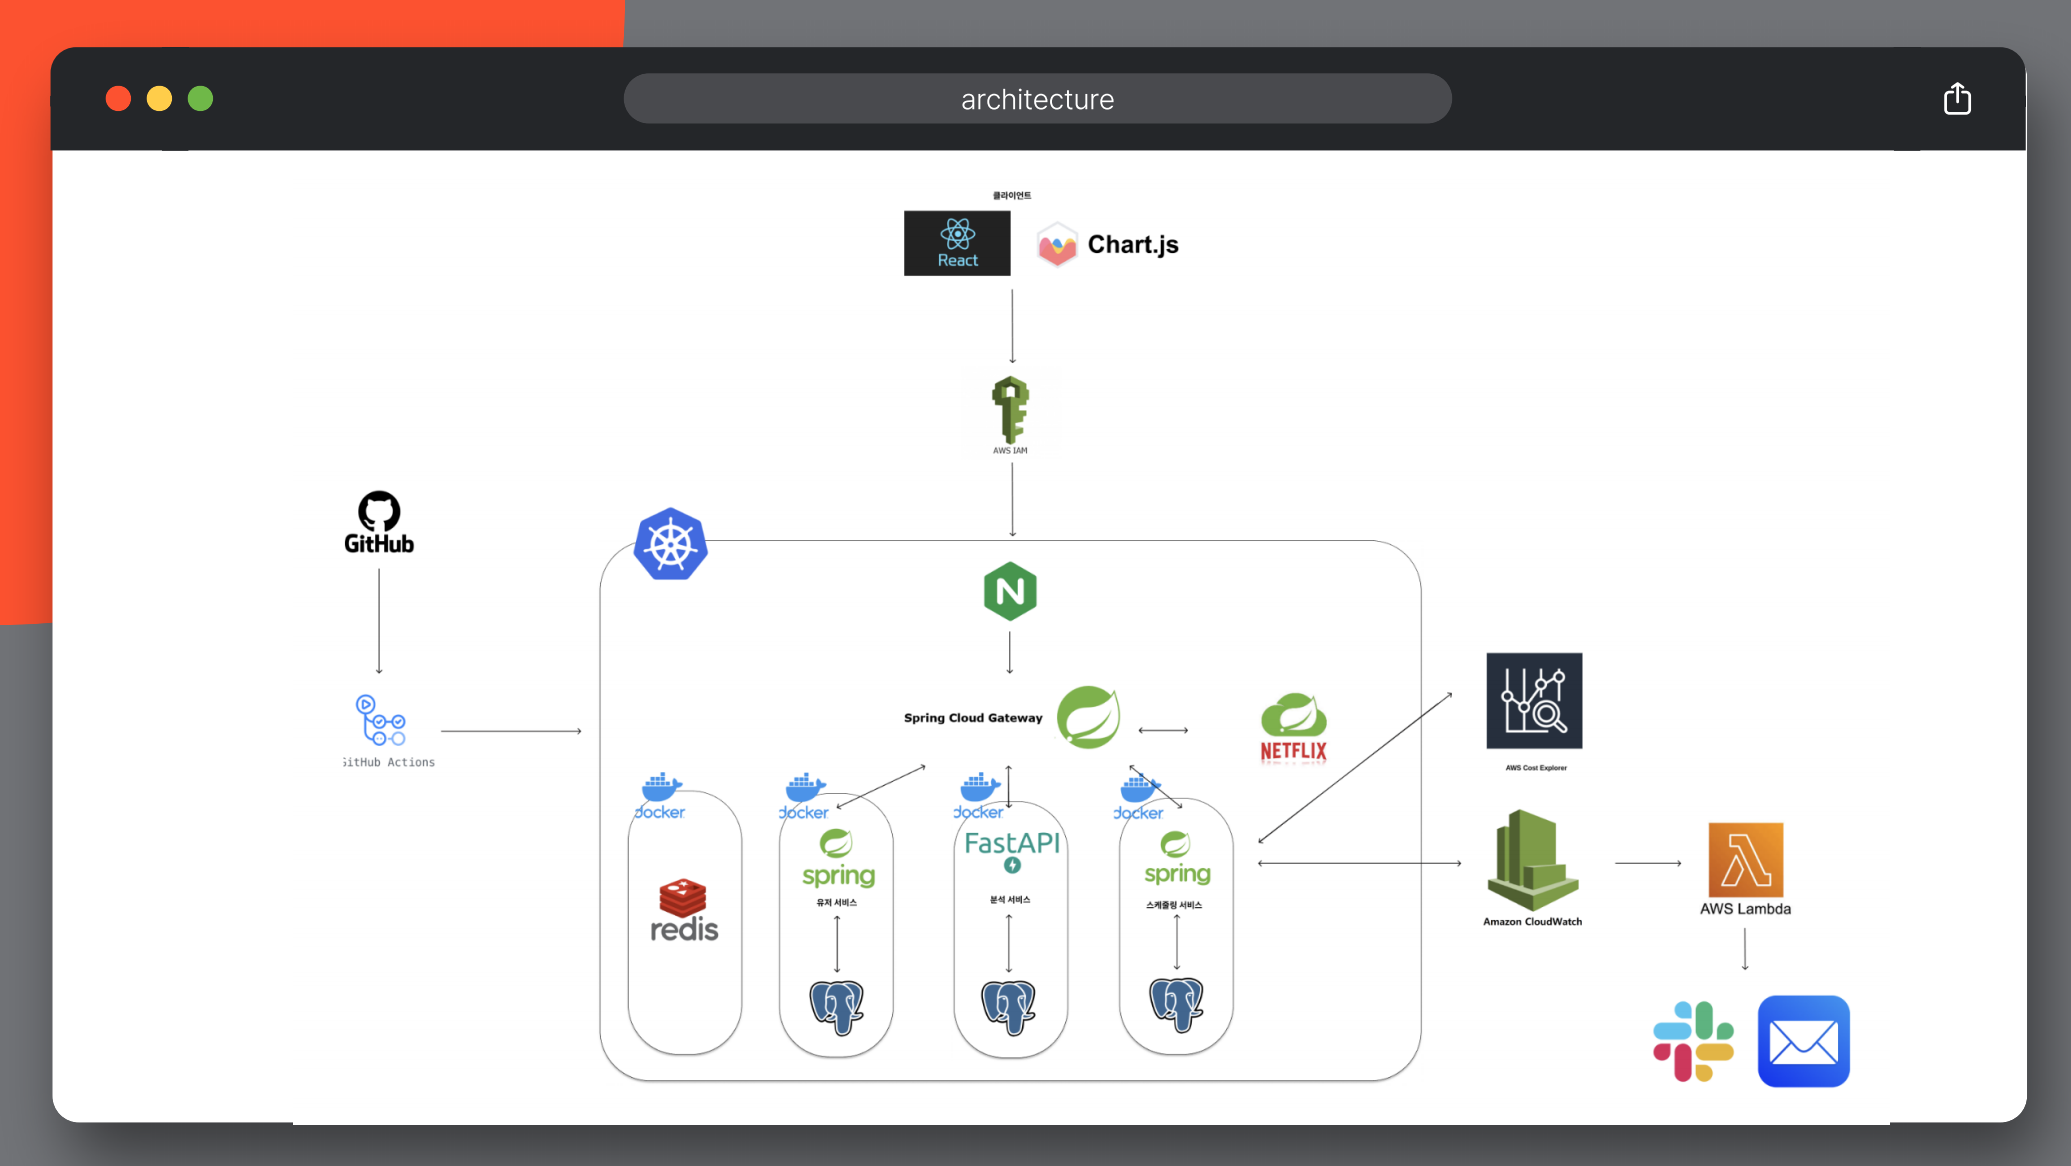 architecture
클라이언트
React
Chart.js
AWS IAM
GitHub
N
Spring Cloud Gateway
NETFLIX
GitHub Actions
AWS Cost Explorer
docker
docker
docker
docker
redis
spring
유저 서비스
FastAPI
분석 서비스
spring
스케줄링 서비스
Amazon CloudWatch
AWS Lambda